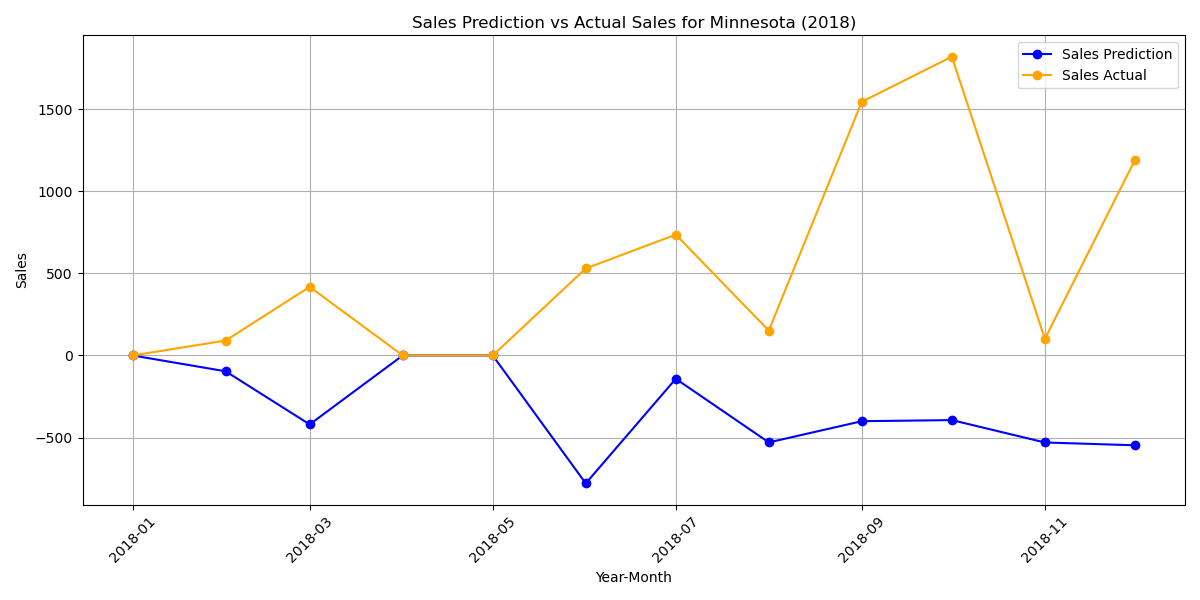 Sales Prediction vs Actual Sales for Minnesota (2018)
Sales Prediction
Sales Actual
1500
1000
500
0
−500
Sales
2018-01
2018-03
2018-05
2018-07
2018-09
2018-11
Year-Month